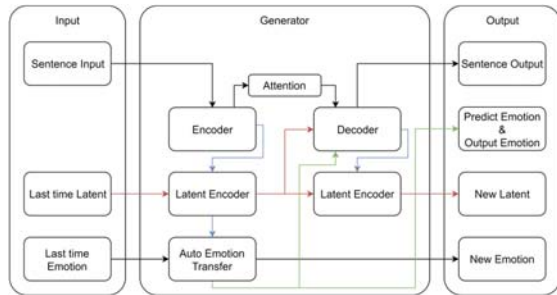 Input
Generator
Output
Sentence Input
Sentence Output
Attention
Encoder
Decoder
Predict Emotion
&
Output Emotion
Last time Latent
Latent Encoder
Latent Encoder
New Latent
Last time
Emotion
Auto Emotion
Transfer
New Emotion